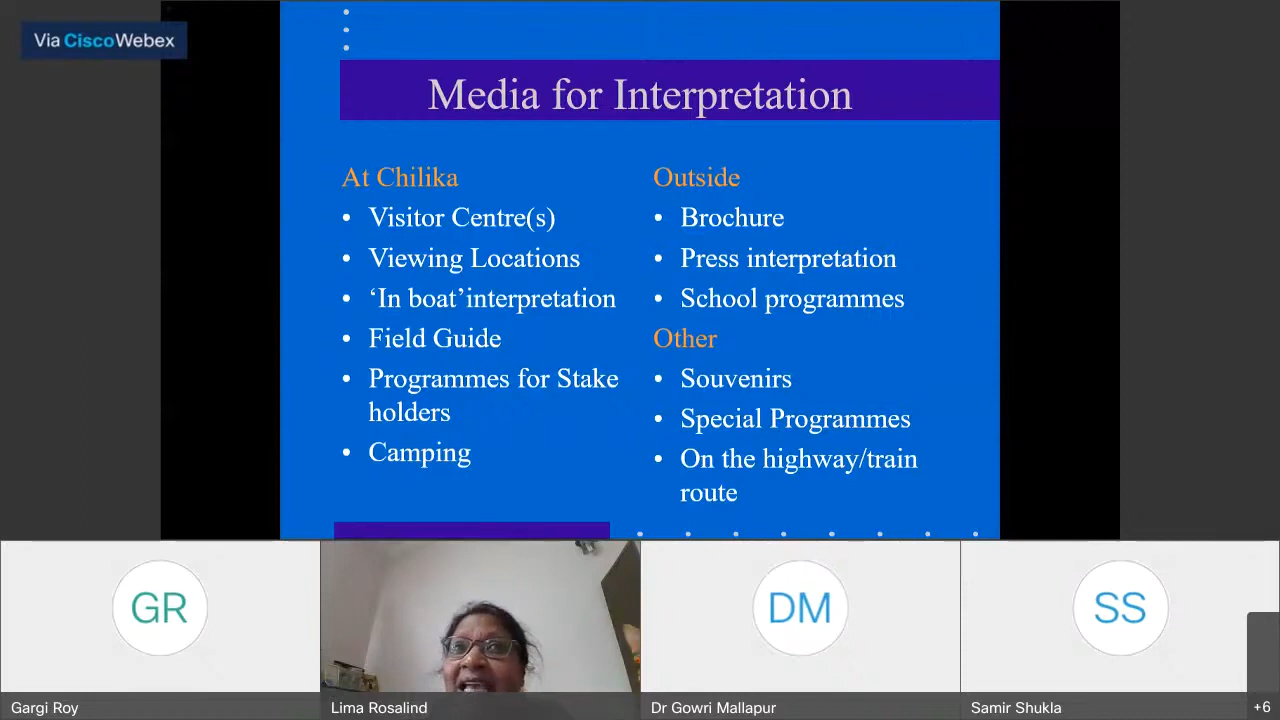 Via CiscoWebex
Media for Interpretation
At Chilika
• Visitor Centre(s)
• Viewing Locations
• ‘In boat’interpretation
• Field Guide
• Programmes for Stake
holders
• Camping
Outside
• Brochure
• Press interpretation
• School programmes
Other
• Souvenirs
• Special Programmes
• On the highway/train
route
GR
DM
SS
Gargi Roy
Lima Rosalind
Dr Gowri Mallapur
Samir Shukla
+6